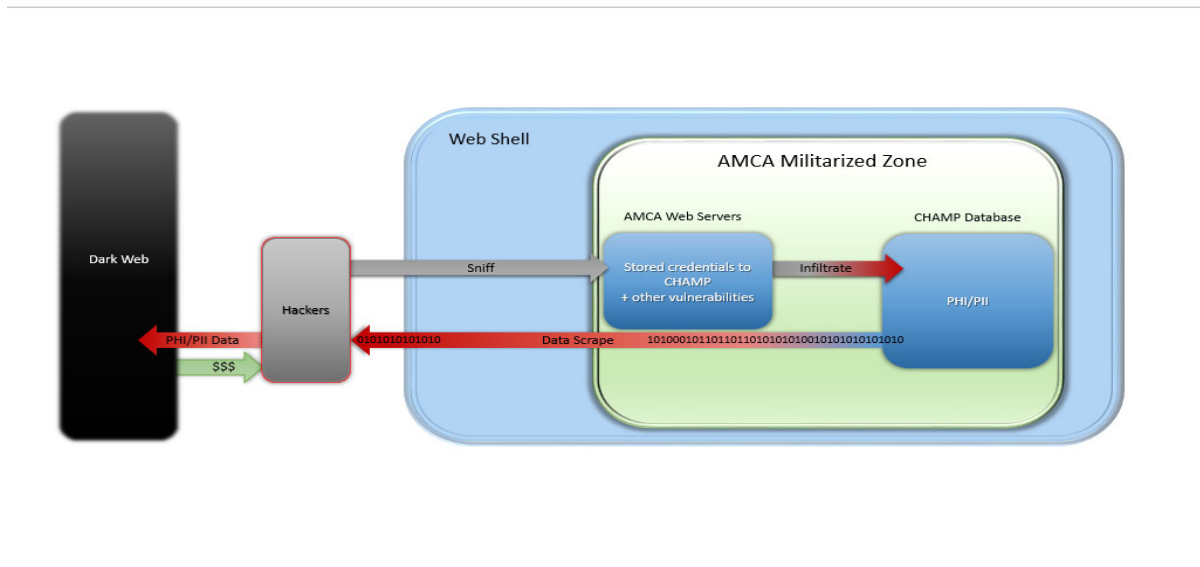 Web Shell
AMCA Militarized Zone
AMCA Web Servers
CHAMP Database
Dark Web
Sniff
Stored credentials to
CHAMP
+ other vulnerabilities
Infiltrate
PHI/PII
Hackers
PHI/PII Data
0101010101010
Data Scrape
$$$